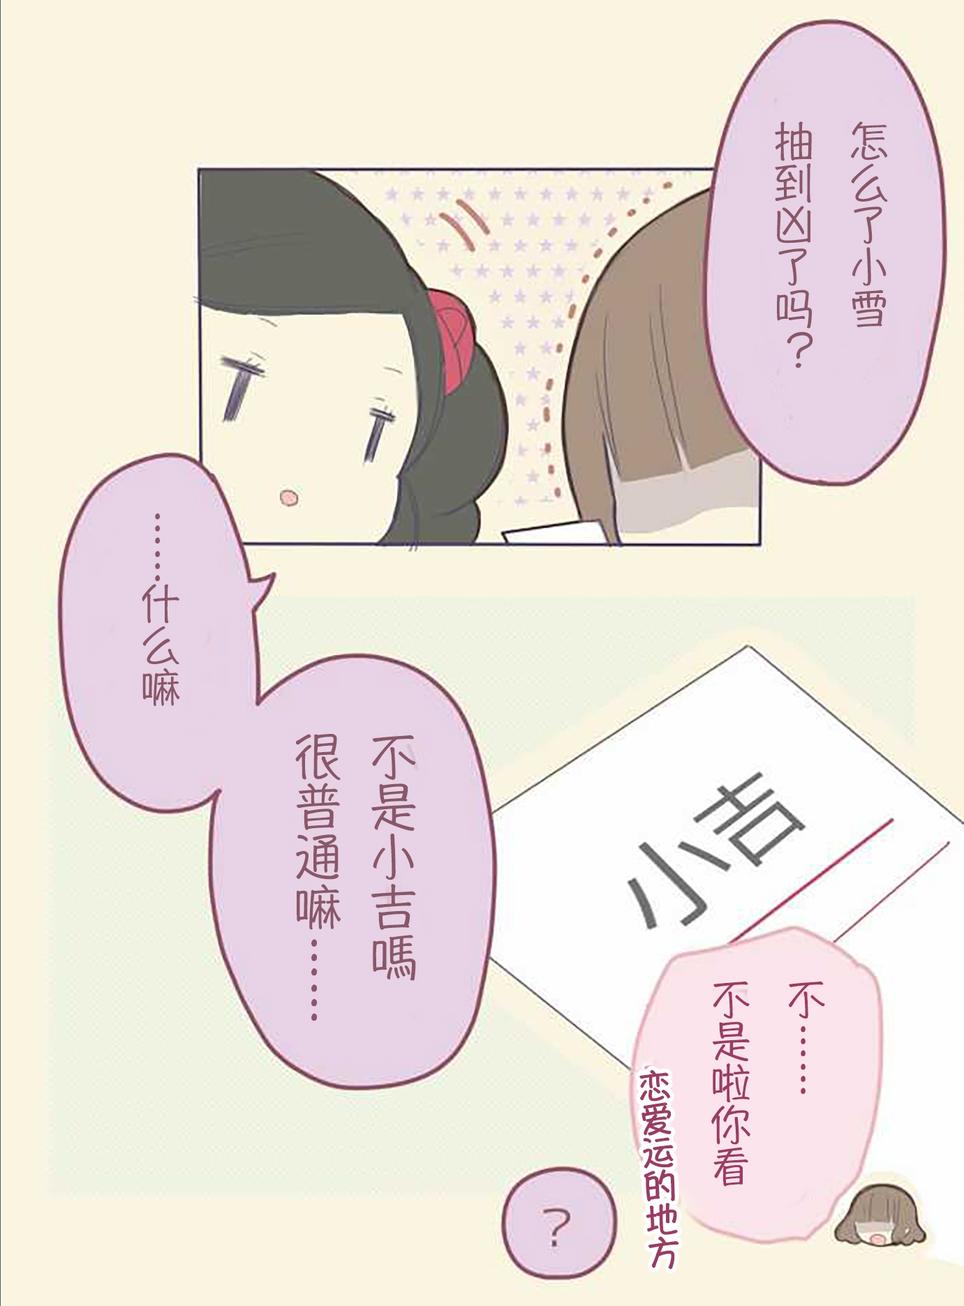 怎么了小雪
抽到凶了吗？
……什么嘛
不是小吉嗎
很普通嘛……
小吉
不……
不是啦你看
恋爱运的地方
？